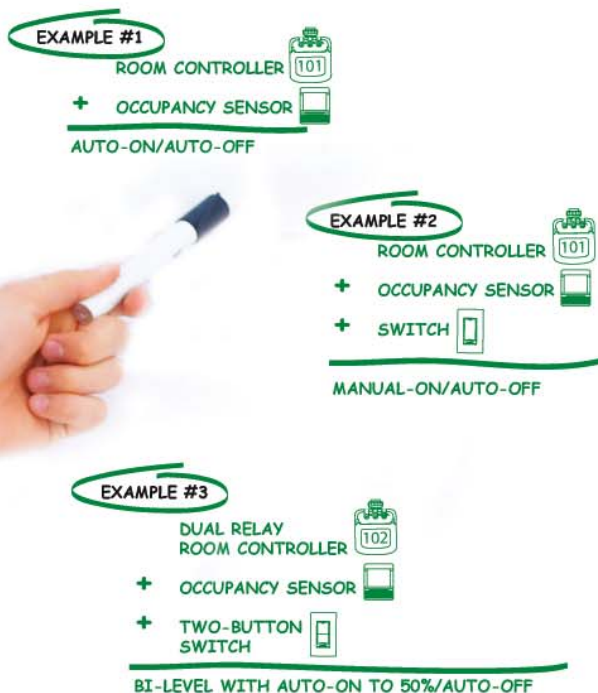 EXAMPLE #1
ROOM CONTROLLER 101
+ OCCUPANCY SENSOR
AUTO-ON/AUTO-OFF
EXAMPLE #2
ROOM CONTROLLER 101
+ OCCUPANCY SENSOR
+ SWITCH
MANUAL-ON/AUTO-OFF
EXAMPLE #3
DUAL RELAY
ROOM CONTROLLER 102
+ OCCUPANCY SENSOR
+ TWO-BUTTON
SWITCH
BI-LEVEL WITH AUTO-ON TO 50%/AUTO-OFF